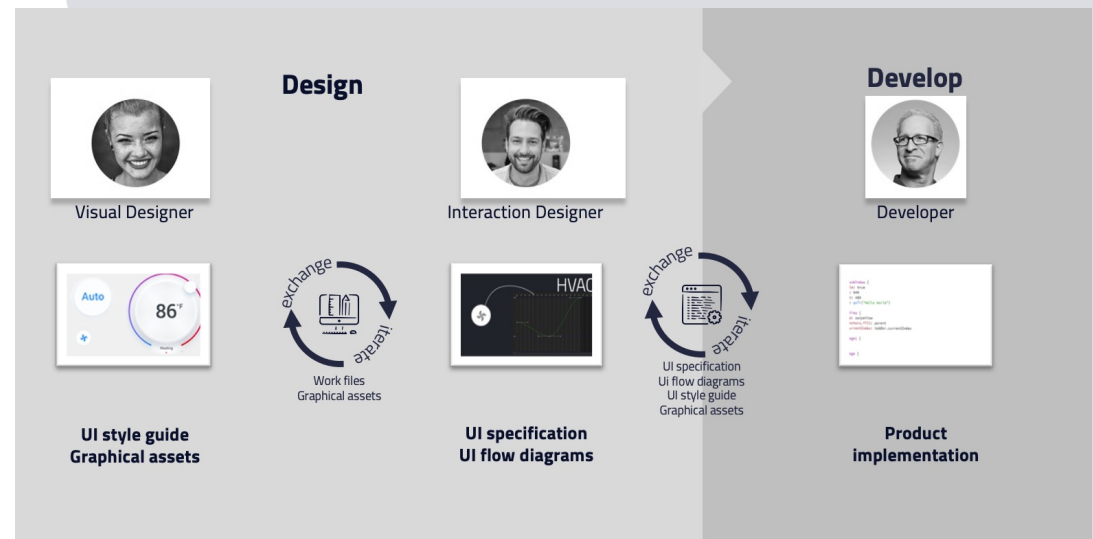 Design
Develop
Visual Designer
Interaction Designer
Developer
Auto
86°F
Heating
exchange
iterate
Work files
Graphical assets
HVAC
exchange
iterate
UI specification
Ui flow diagrams
UI style guide
Graphical assets
UI style guide
Graphical assets
UI specification
UI flow diagrams
Product
implementation